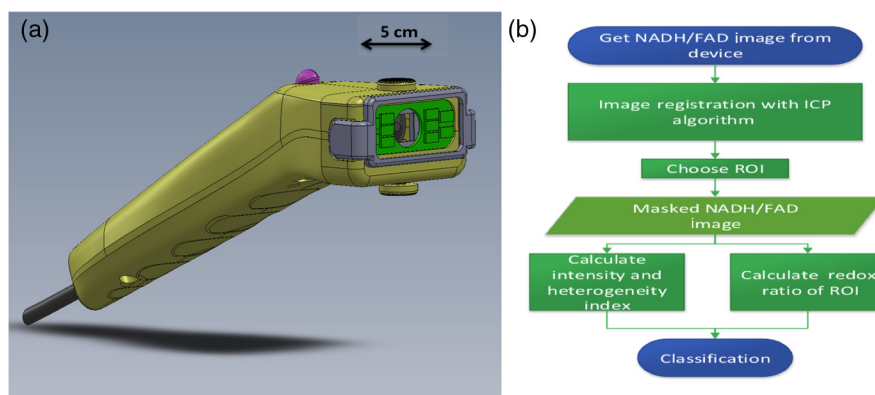 (a)
5 cm
(b)
Get NADH/FAD image from
device
Image registration with ICP
algorithm
Choose ROI
Masked NADH/FAD
image
Calculate
intensity and
heterogeneity
index
Calculate redox
ratio of ROI
Classification